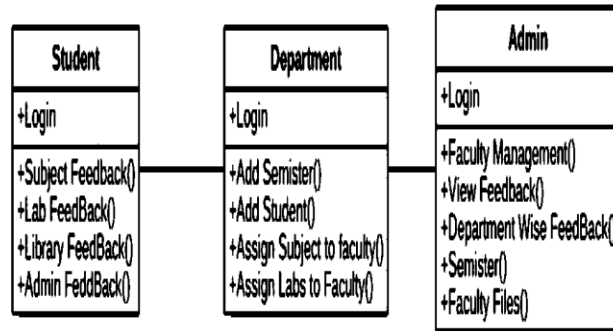 Student
+Login
+Subject Feedback()
+Lab FeedBack()
+Library FeedBack()
+Admin FeddBack()
Department
+Login
+Add Semister()
+Add Student()
+Assign Subject to faculty()
+Assign Labs to Faculty()
Admin
+Login
+Faculty Management()
+View Feedback()
+Department Wise FeedBack()
+Semister()
+Faculty Files()